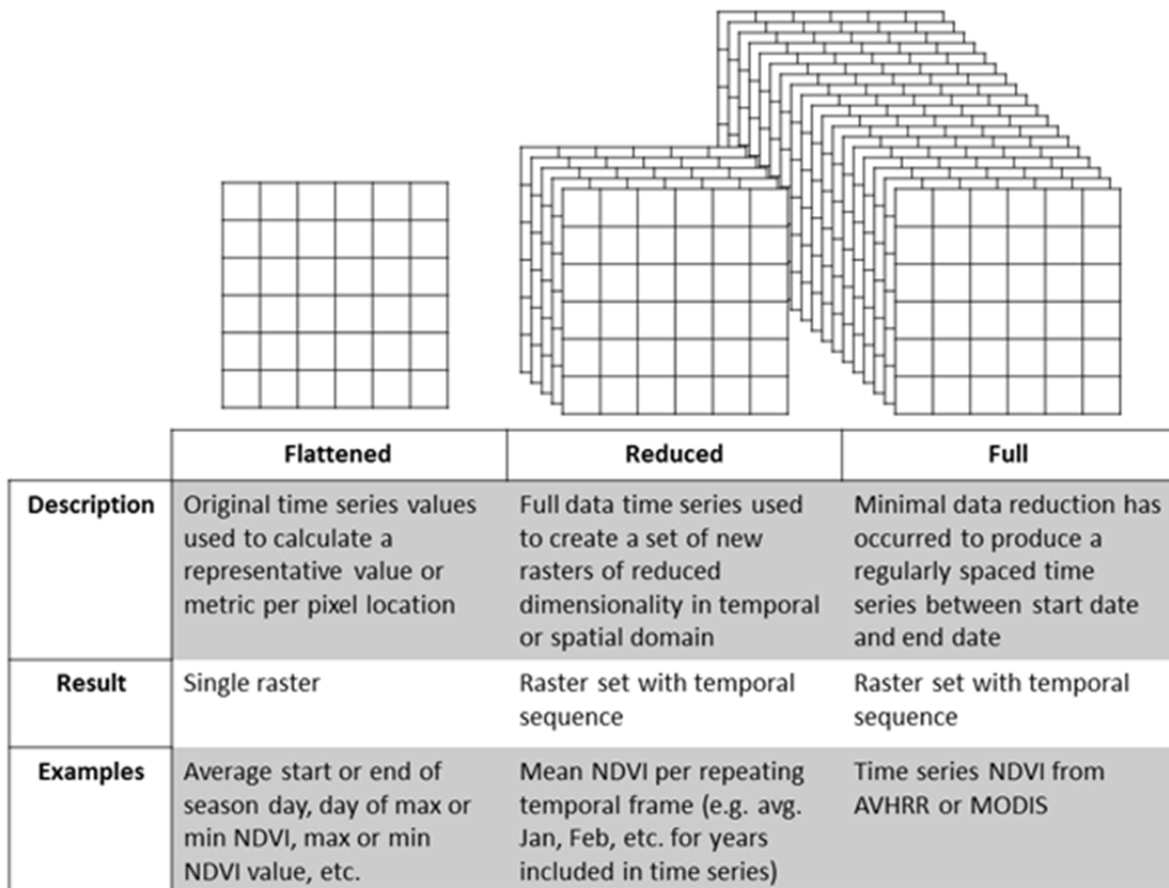 Flattened Reduced Full
Description
Original time series values
used to calculate a
representative value or
metric per pixel location
Full data time series used
to create a set of new
rasters of reduced
dimensionality in temporal
or spatial domain
Minimal data reduction has
occurred to produce a
regularly spaced time
series between start date
and end date
Result
Single raster
Raster set with temporal
sequence
Raster set with temporal
sequence
Examples
Average start or end of
season day, day of max or
min NDVI, max or min
NDVI value, etc.
Mean NDVI per repeating
temporal frame (e.g. avg.
Jan, Feb, etc. for years
included in time series)
Time series NDVI from
AVHRR or MODIS